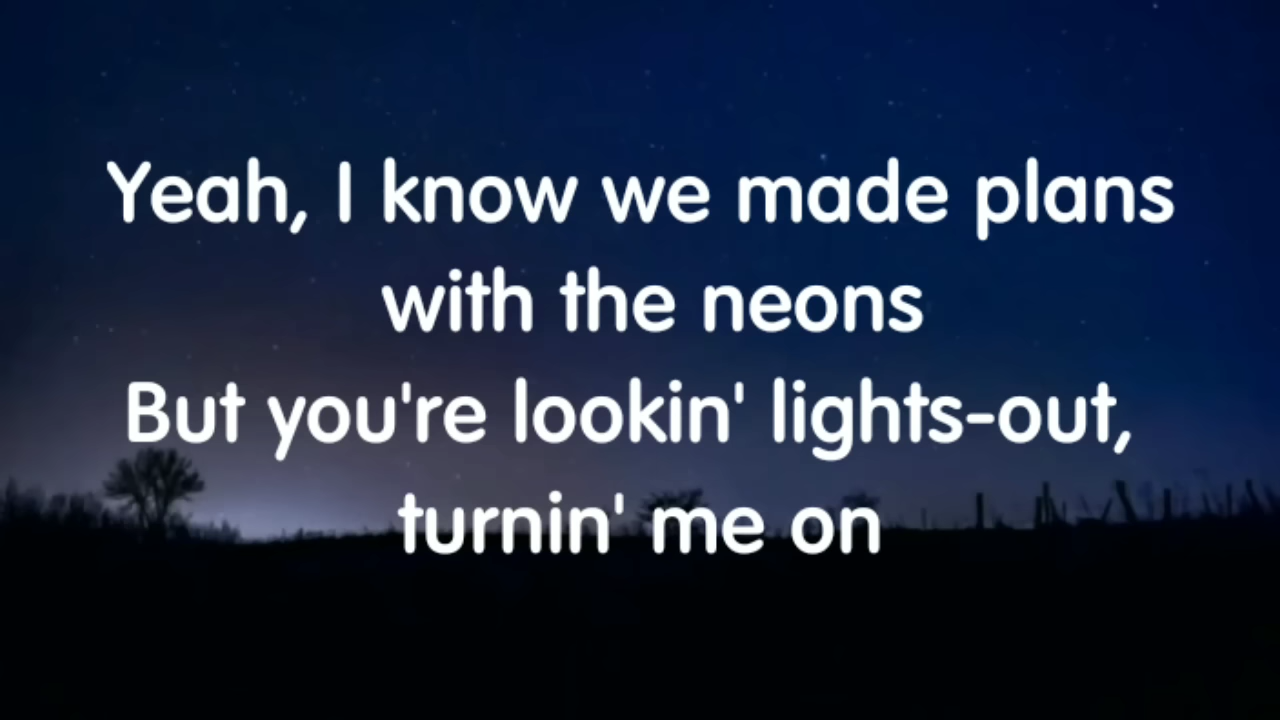 Yeah, I know we made plans
with the neons
But you're lookin' lights-out,
turnin' me on